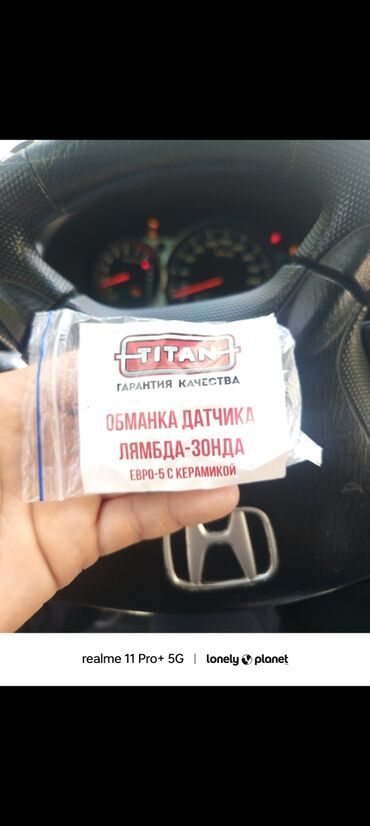 TITAN
ГАРАНТИЯ КАЧЕСТВА
ОБМАНКА ДАТЧИКА
ЛЯМБДА-ЗОНДА
ЕВРО-5 С КЕРАМИКОЙ
realme 11 Pro+ 5G | lonely planet